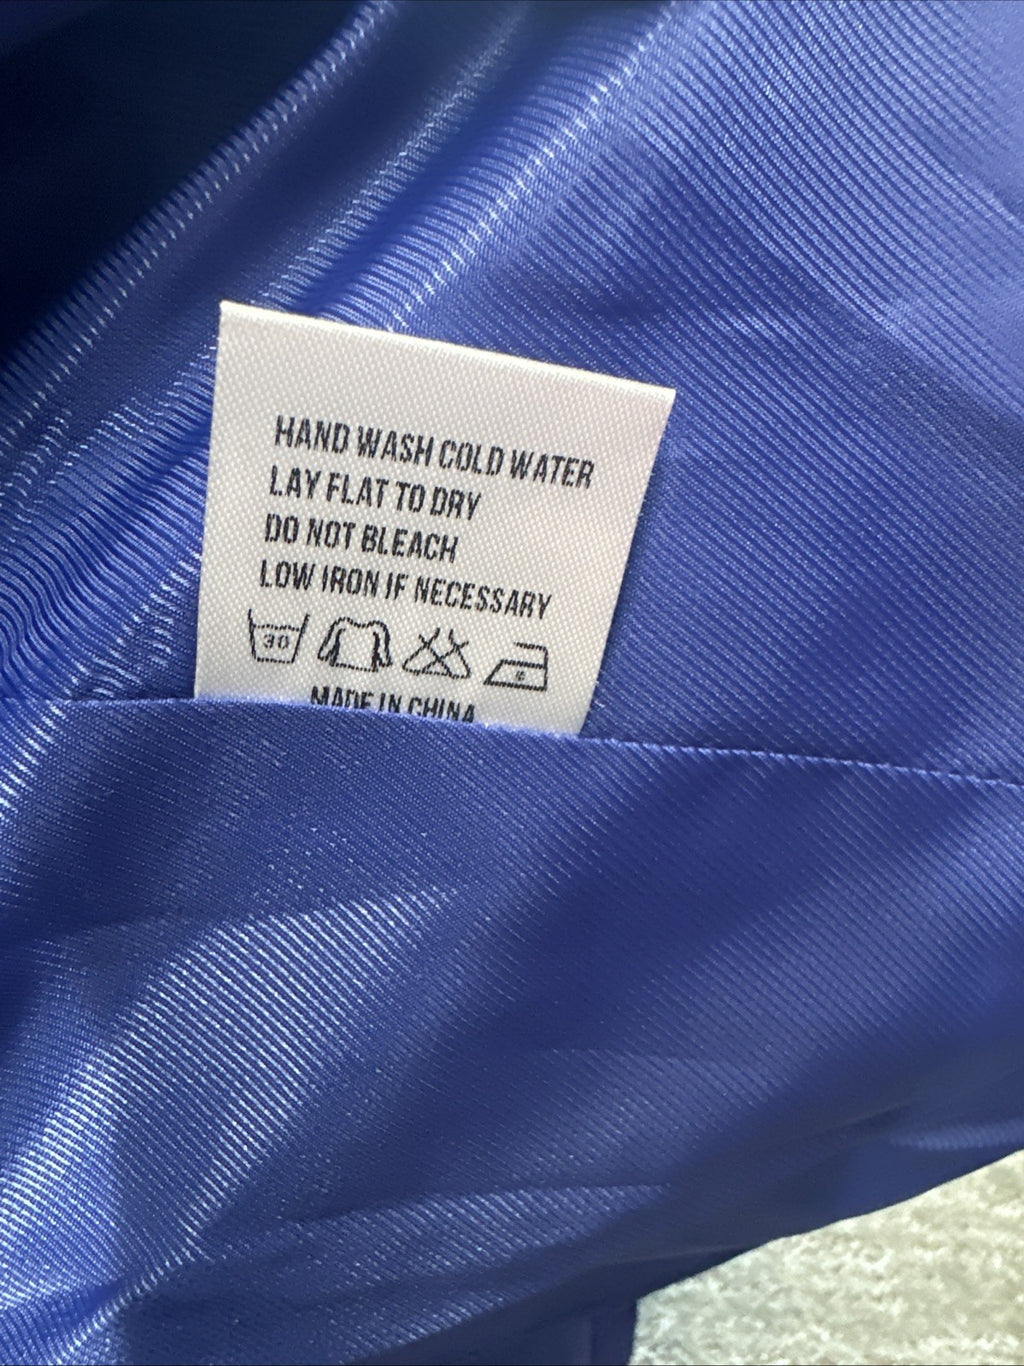 HAND WASH COLD WATER
LAY FLAT TO DRY
DO NOT BLEACH
LOW IRON IF NECESSARY
30
MADE IN CHINA